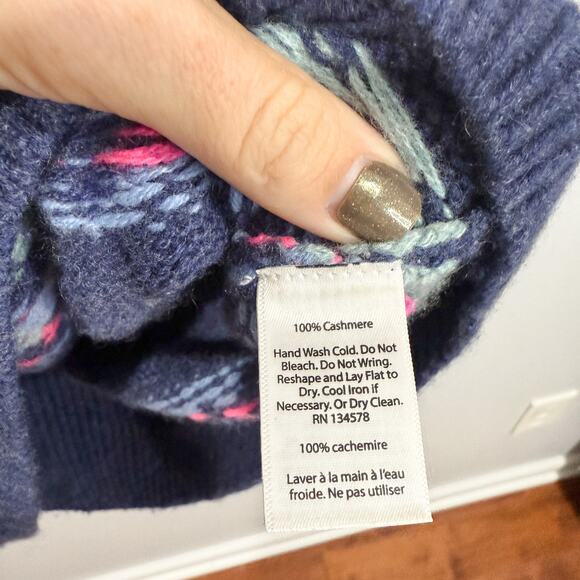 100% Cashmere
Hand Wash Cold. Do Not
Bleach. Do Not Wring.
Reshape and Lay Flat to
Dry. Cool Iron if
Necessary. Or Dry Clean.
RN 134578
100% cachemire
Laver à la main à l'eau
froide. Ne pas utiliser